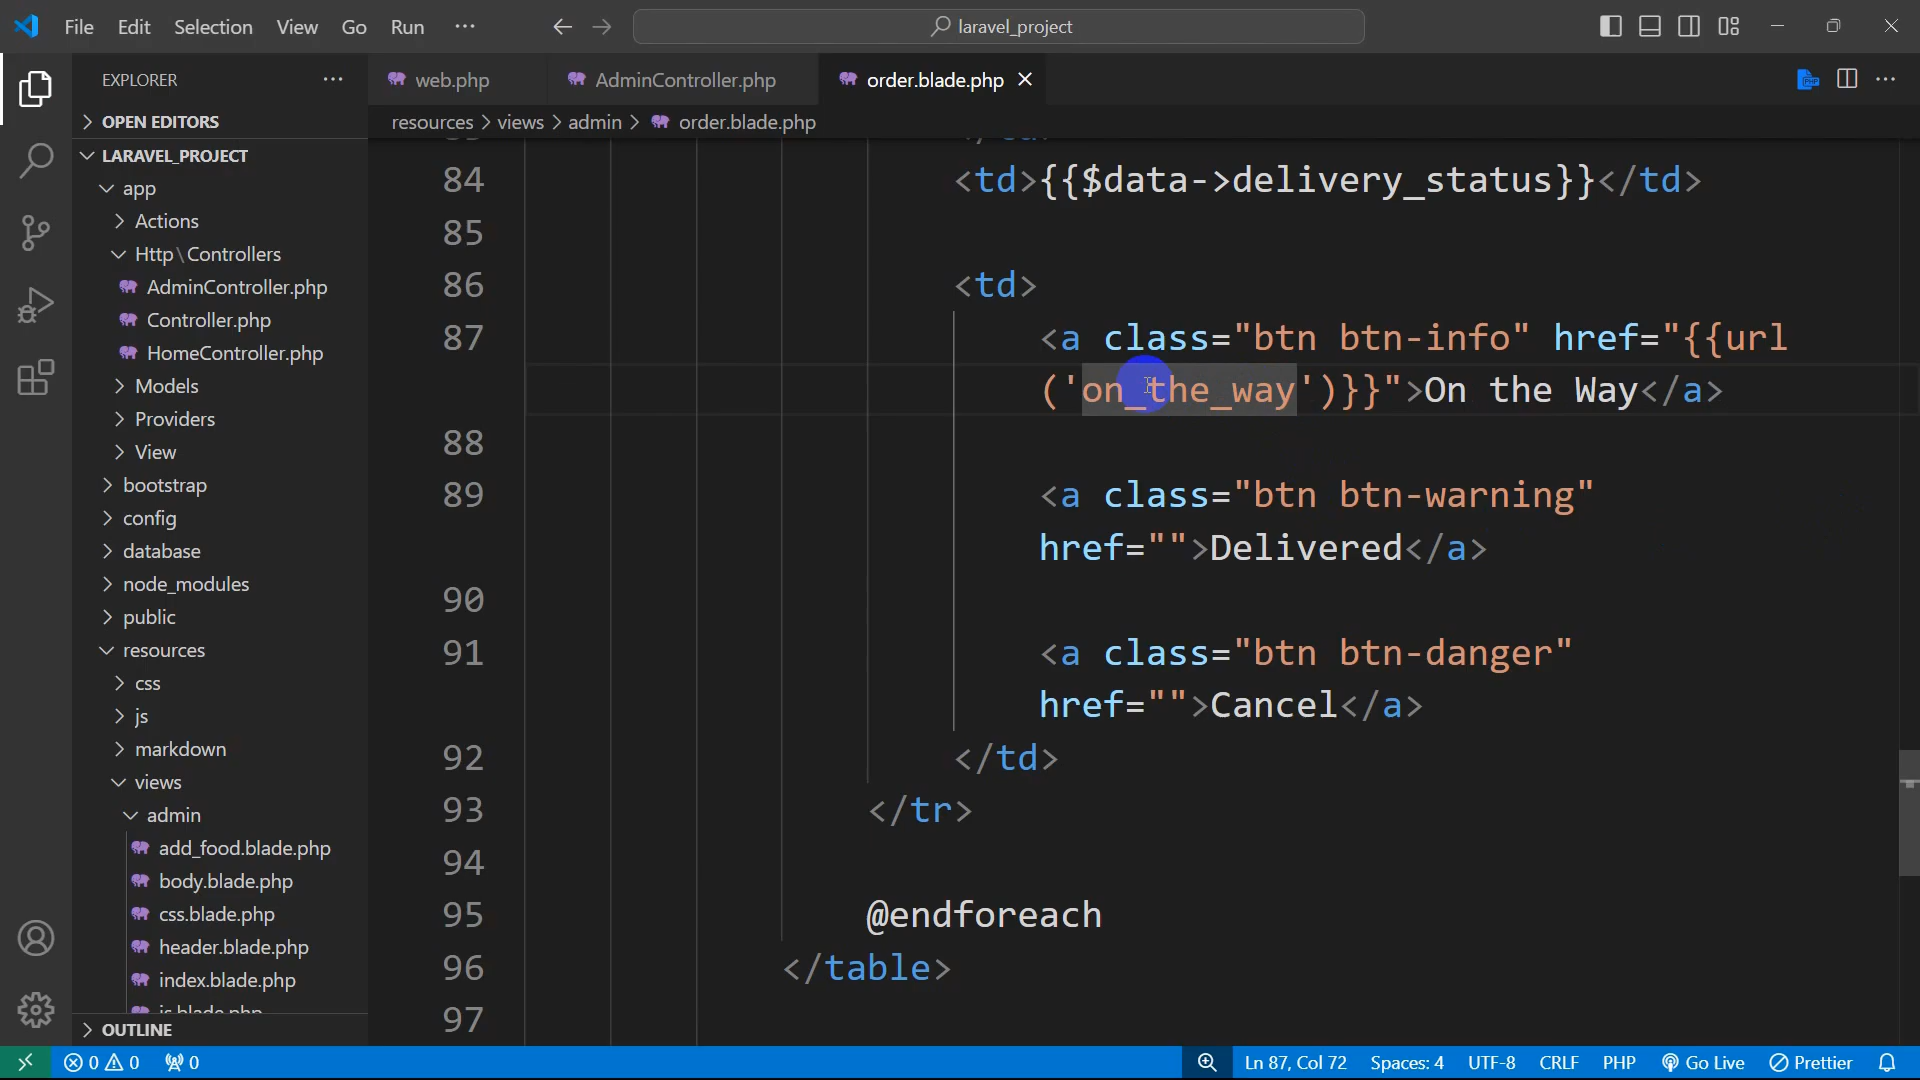 File Edit Selection View Go Run ··· laravel_project
EXPLORER ···
web.php AdminController.php order.blade.php
OPEN EDITORS
resources > views > admin > order.blade.php
LARAVEL_PROJECT
app
Actions
Http\Controllers
AdminController.php
Controller.php
HomeController.php
Models
Providers
View
bootstrap
config
database
node_modules
public
resources
css
js
markdown
views
admin
add_food.blade.php
body.blade.php
css.blade.php
header.blade.php
index.blade.php
OUTLINE
84 <td>{{$data->delivery_status}}</td>
85
86 <td>
87 <a class="btn btn-info" href="{{url
('on_the_way')}}">On the Way</a>
88
89 <a class="btn btn-warning"
href="">Delivered</a>
90
91 <a class="btn btn-danger"
href="">Cancel</a>
92 </td>
93 </tr>
94
95 @endforeach
96 </table>
97
0 0 0 Ln 87, Col 72 Spaces: 4 UTF-8 CRLF PHP Go Live Prettier